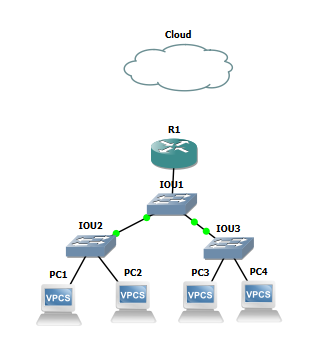 Cloud
R1
IOU1
IOU2
IOU3
PC1
PC2
PC3
PC4
VPCS
VPCS
VPCS
VPCS